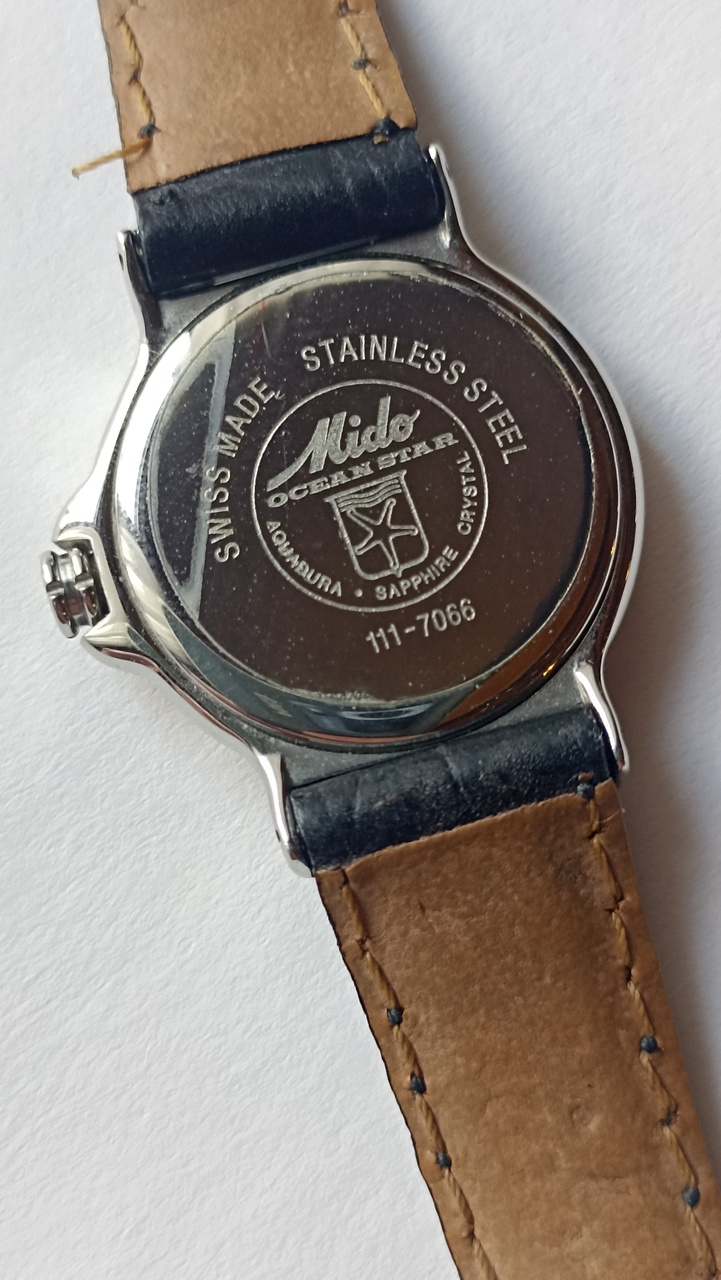 SWISS MADE STAINLESS STEEL
Mido
OCEAN STAR
AQUADURA • SAPPHIRE CRYSTAL
111-7066